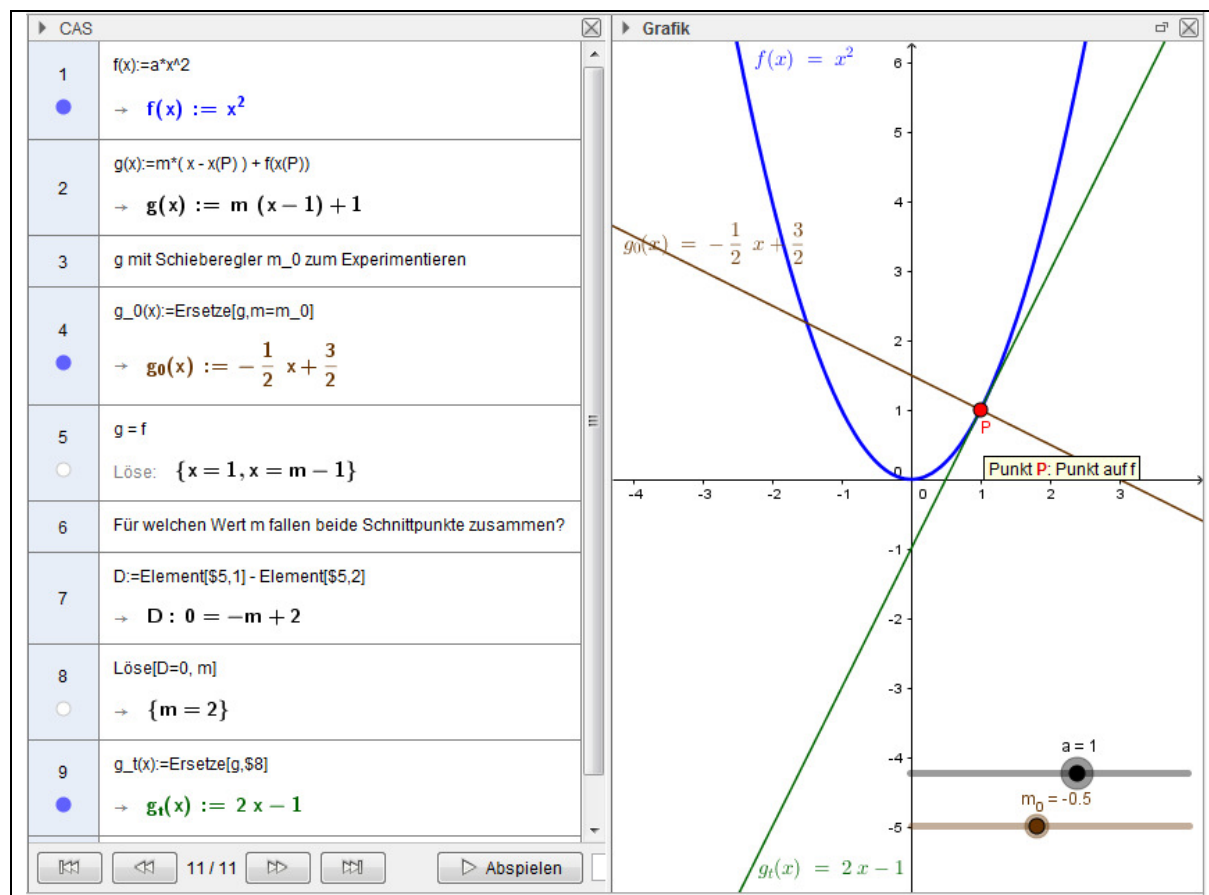 CAS
1
f(x):=a*x^2
→ f(x) := x²
2
g(x):=m*( x - x(P) ) + f(x(P))
→ g(x) := m (x − 1) + 1
3
g mit Schieberegler m_0 zum Experimentieren
4
g_0(x):=Ersetze[g,m=m_0]
→ g₀(x) := − 1/2 x + 3/2
5
g = f
Löse: {x = 1, x = m − 1}
6
Für welchen Wert m fallen beide Schnittpunkte zusammen?
7
D:=Element[$5,1] - Element[$5,2]
→ D : 0 = −m + 2
8
Löse[D=0, m]
→ {m = 2}
9
g_t(x):=Ersetze[g,$8]
→ gₜ(x) := 2 x − 1
11 / 11
Abspielen
Grafik
f(x) = x²
g₀(x) = − 1/2 x + 3/2
6
5
4
3
2
1
0
-1
-2
-3
-4
-5
-4 -3 -2 -1 0 1 2 3
P
Punkt P: Punkt auf f
a = 1
m₀ = -0.5
gₜ(x) = 2 x − 1